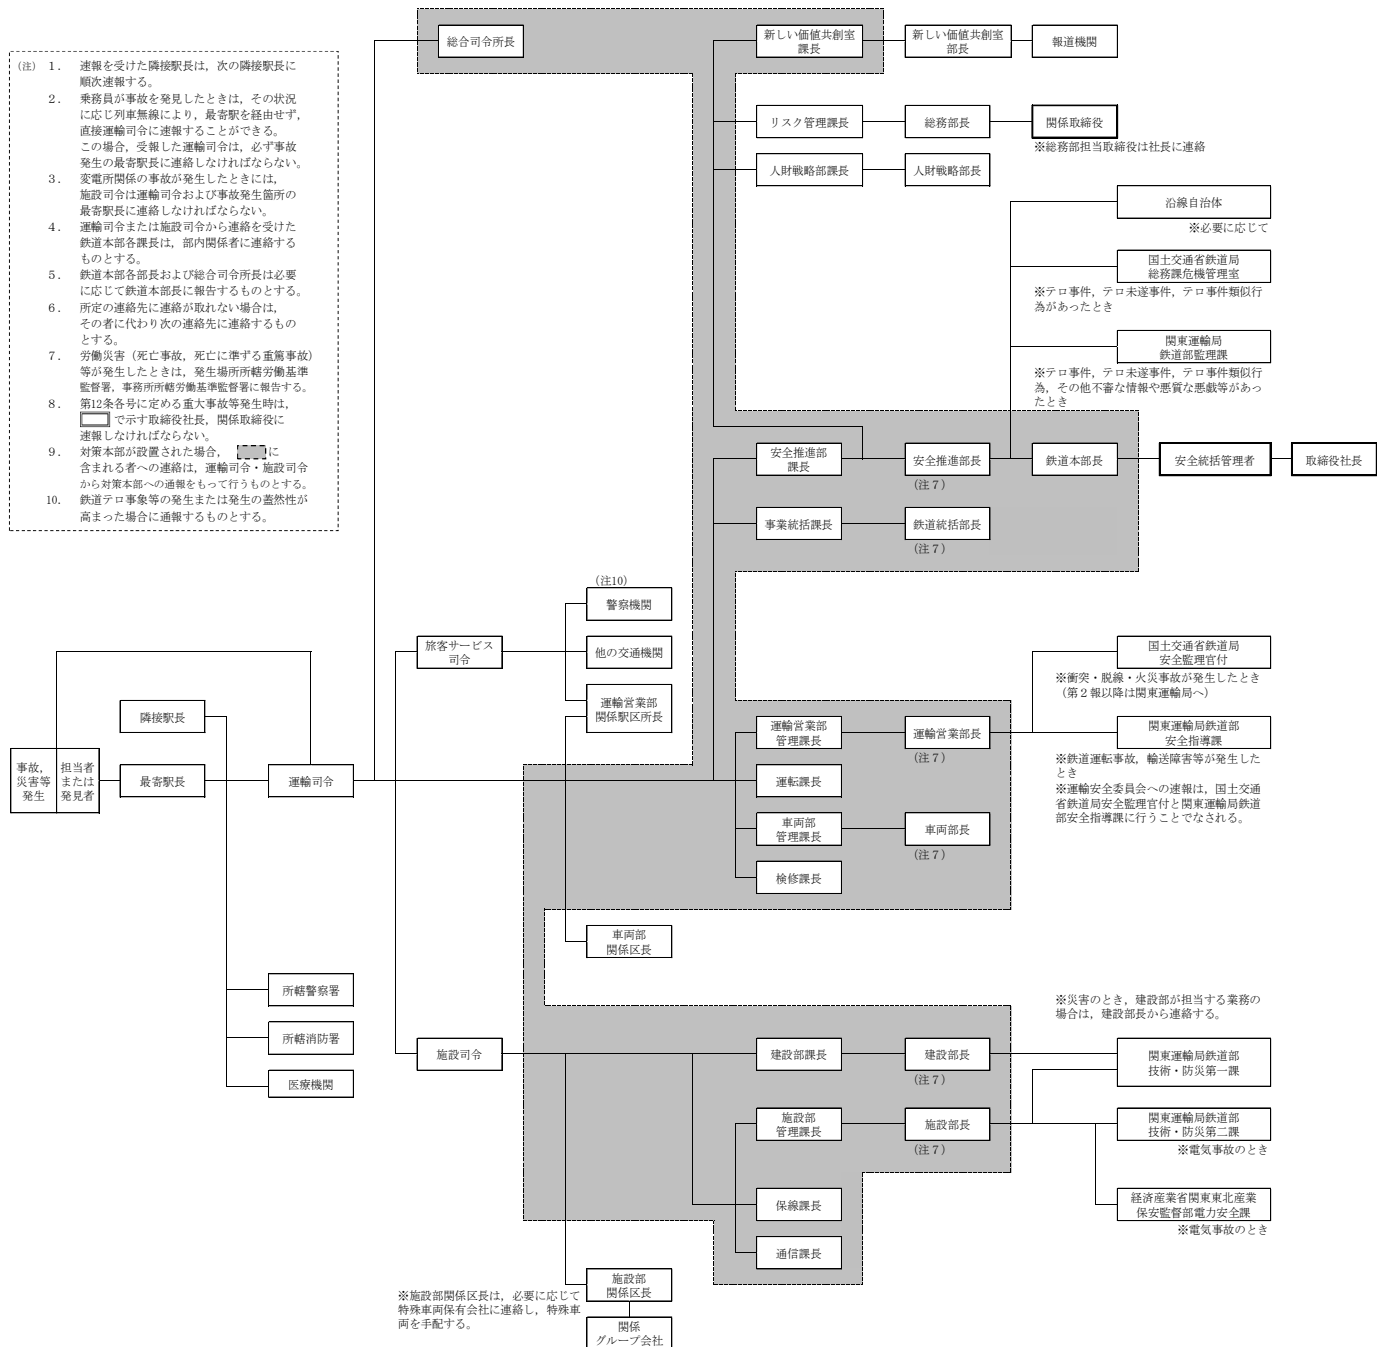 （注） 1. 速報を受けた隣接駅長は，次の隣接駅長に
順次速報する。
2. 乗務員が事故を発見したときは，その状況
に応じ列車無線により，最寄駅を経由せず，
直接運輸司令に速報することができる。
この場合，受報した運輸司令は，必ず事故
発生の最寄駅長に連絡しなければならない。
3. 変電所関係の事故が発生したときには，
施設司令は運輸司令および事故発生箇所の
最寄駅長に連絡しなければならない。
4. 運輸司令または施設司令から連絡を受けた
鉄道本部各課長は，部内関係者に連絡する
ものとする。
5. 鉄道本部各部長および総合司令所長は必要
に応じて鉄道本部長に報告するものとする。
6. 所定の連絡先に連絡が取れない場合は，
その者に代わり次の連絡先に連絡するもの
とする。
7. 労働災害（死亡事故，死亡に準ずる重篤事故）
等が発生したときは，発生場所所轄労働基準
監督署，事務所所轄労働基準監督署に報告する。
8. 第12条各号に定める重大事故等発生時は，
で示す取締役社長，関係取締役に
速報しなければならない。
9. 対策本部が設置された場合， に
含まれる者への連絡は，運輸司令・施設司令
から対策本部への通報をもって行うものとする。
10. 鉄道テロ事象等の発生または発生の蓋然性が
高まった場合に通報するものとする。
総合司令所長
新しい価値共創室
課長
新しい価値共創室
部長
報道機関
リスク管理課長
総務部長
関係取締役
※総務部担当取締役は社長に連絡
人財戦略部課長
人財戦略部長
沿線自治体
※必要に応じて
国土交通省鉄道局
総務課危機管理室
※テロ事件，テロ未遂事件，テロ事件類似行
為があったとき
関東運輸局
鉄道部監理課
※テロ事件，テロ未遂事件，テロ事件類似行
為，その他不審な情報や悪質な悪戯等があっ
たとき
安全推進部
課長
安全推進部長
（注７）
鉄道本部長
安全統括管理者
取締役社長
事業統括課長
鉄道統括部長
（注７）
（注10）
警察機関
旅客サービス
司令
他の交通機関
運輸営業部
関係駅区所長
国土交通省鉄道局
安全監理官付
※衝突・脱線・火災事故が発生したとき
（第２報以降は関東運輸局へ）
隣接駅長
運輸営業部
管理課長
運輸営業部長
（注７）
関東運輸局鉄道部
安全指導課
※鉄道運転事故，輸送障害等が発生した
とき
※運輸安全委員会への速報は，国土交通
省鉄道局安全監理官付と関東運輸局鉄道
部安全指導課に行うことでなされる。
事故，
災害等
発生
担当者
または
発見者
最寄駅長
運輸司令
運転課長
車両部
管理課長
車両部長
（注７）
検修課長
車両部
関係区長
所轄警察署
所轄消防署
医療機関
※災害のとき，建設部が担当する業務の
場合は，建設部長から連絡する。
施設司令
建設部課長
建設部長
（注７）
関東運輸局鉄道部
技術・防災第一課
施設部
管理課長
施設部長
（注７）
関東運輸局鉄道部
技術・防災第二課
※電気事故のとき
保線課長
経済産業省関東東北産業
保安監督部電力安全課
※電気事故のとき
通信課長
施設部
関係区長
※施設部関係区長は，必要に応じて
特殊車両保有会社に連絡し，特殊車
両を手配する。
関係
グループ会社